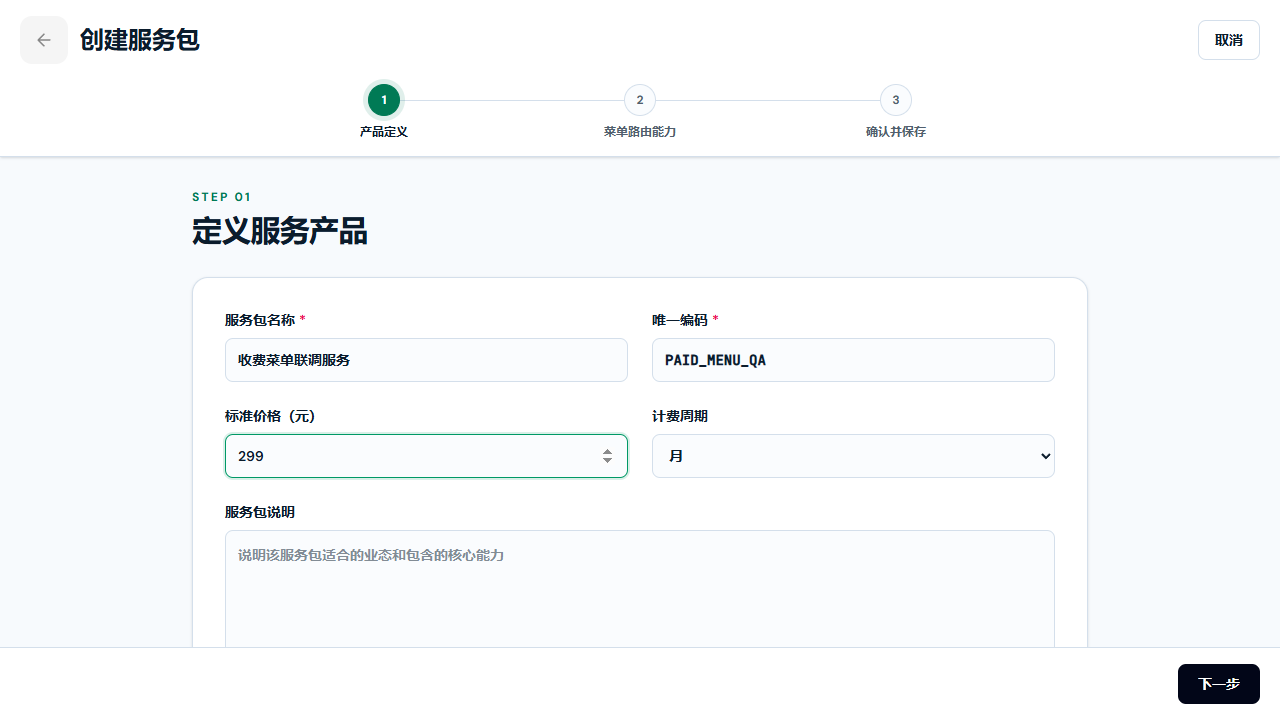 创建服务包
取消
1
2
3
产品定义
菜单路由能力
确认并保存
STEP 01
定义服务产品
服务包名称 *
唯一编码 *
收费菜单联调服务
PAID_MENU_QA
标准价格（元）
计费周期
299
月
服务包说明
说明该服务包适合的业态和包含的核心能力
下一步